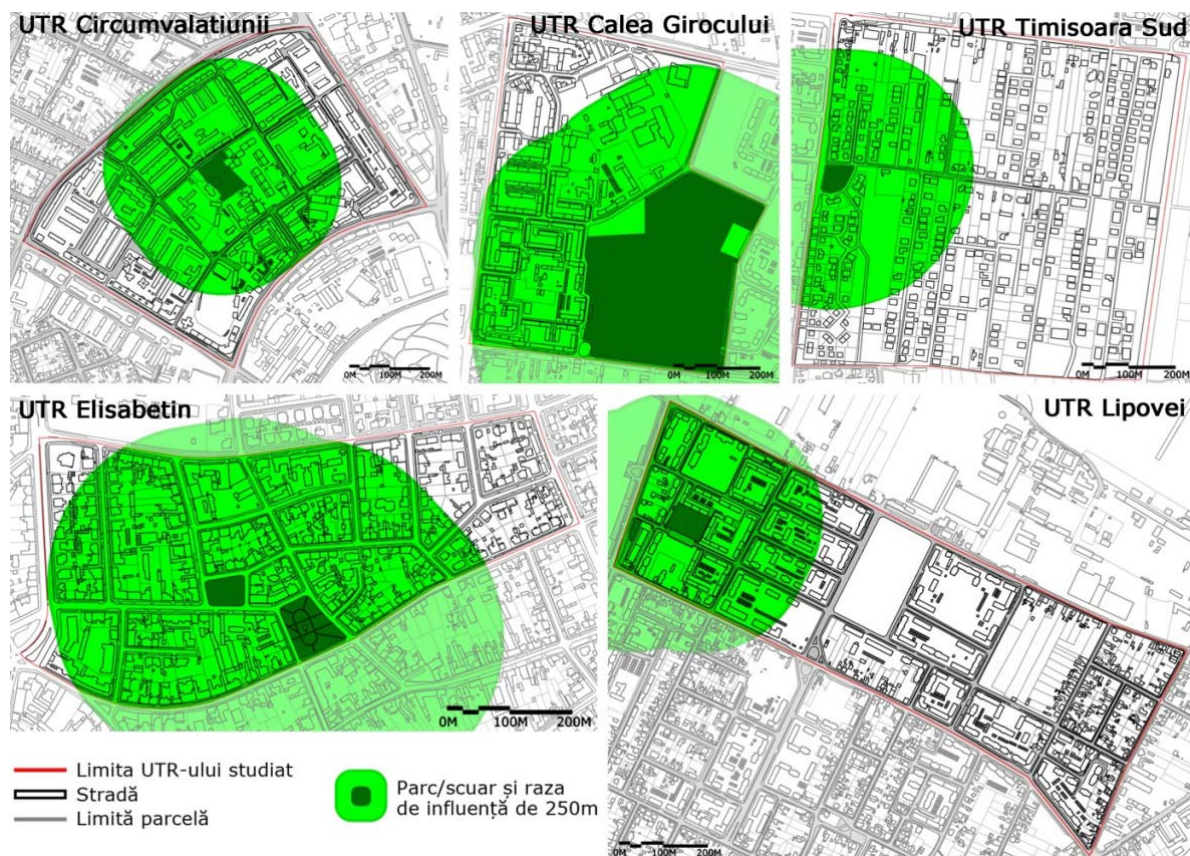 UTR Circumvalatiunii
UTR Calea Girocului
UTR Timisoara Sud
0M 100M 200M
0M 100M 200M
0M 100M 200M
UTR Elisabetin
UTR Lipovei
0M 100M 200M
Limita UTR-ului studiat
Stradă
Limită parcelă
Parc/scuar și raza
de influență de 250m
0M 100M 200M